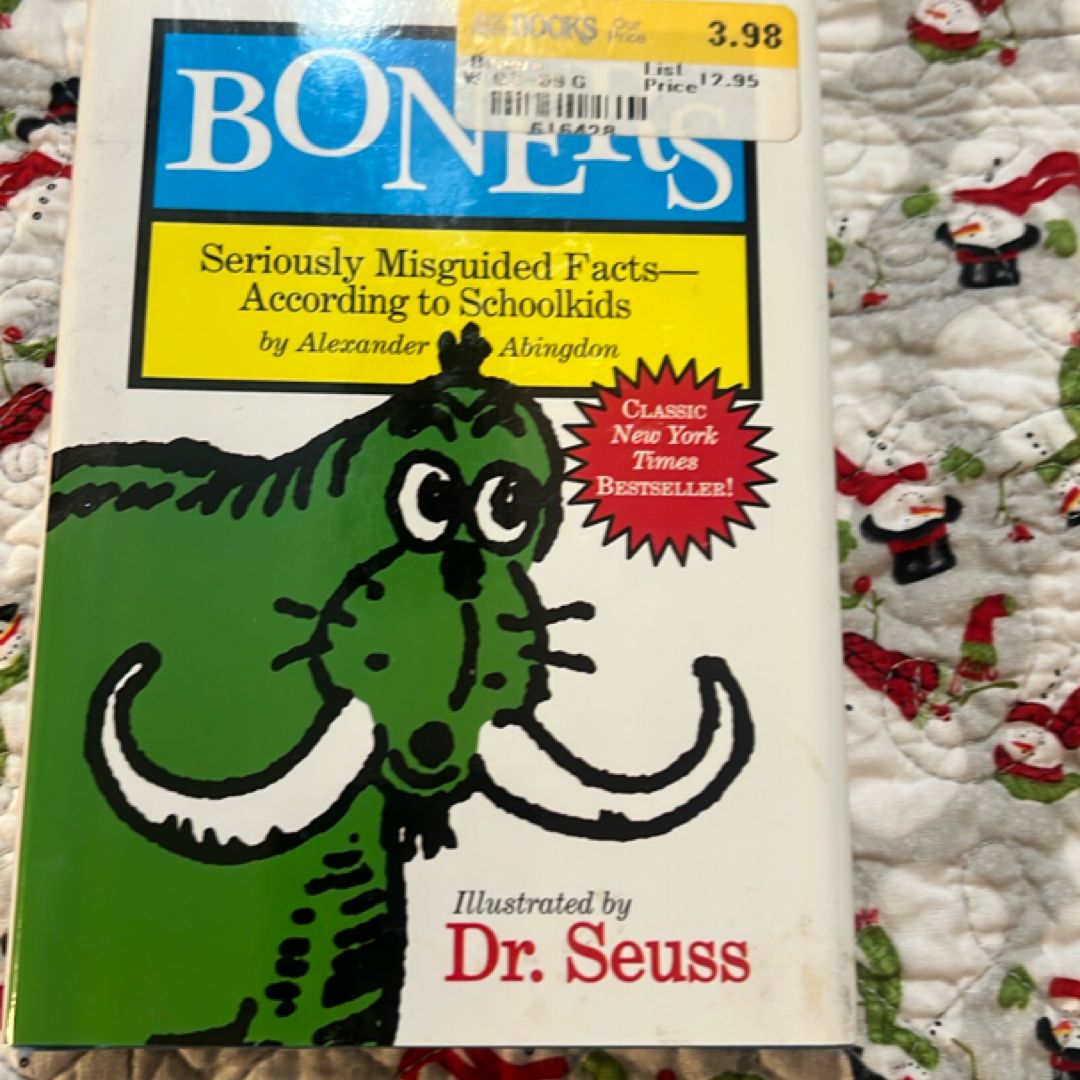 BOOKS Our Price 3.98
List Price 12.95
616428
BONERS
Seriously Misguided Facts—
According to Schoolkids
by Alexander Abingdon
CLASSIC
New York
Times
BESTSELLER!
Illustrated by
Dr. Seuss